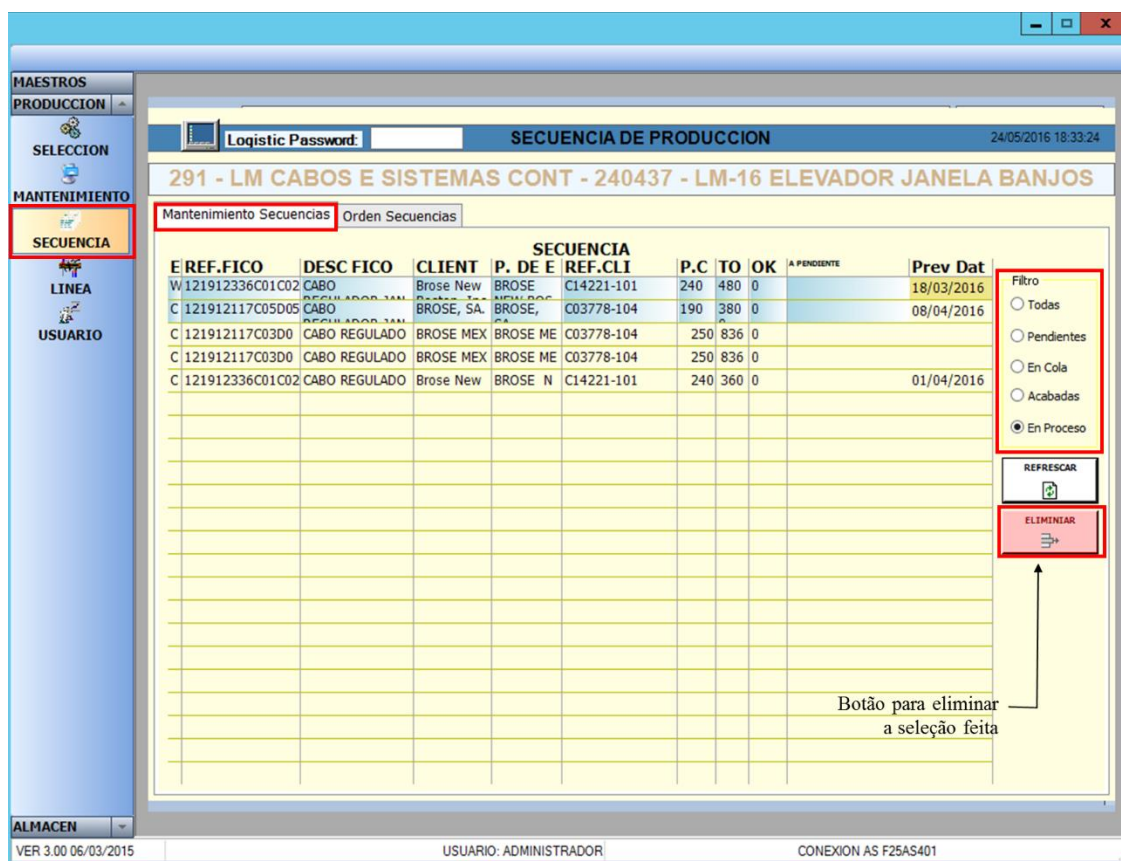 MAESTROS
PRODUCCION
SELECCION
MANTENIMIENTO
SECUENCIA
LINEA
USUARIO
ALMACEN
Logistic Password:
SECUENCIA DE PRODUCCION
24/05/2016 18:33:24
291 - LM CABOS E SISTEMAS CONT - 240437 - LM-16 ELEVADOR JANELA BANJOS
Mantenimiento Secuencias Orden Secuencias
SECUENCIA
E REF.FICO DESC FICO CLIENT P. DE E REF.CLI P.C TO OK A PENDIENTE Prev Dat
W 121912336C01C02 CABO Brose New BROSE C14221-101 240 480 0 18/03/2016
C 121912117C05D05 CABO BROSE, SA. BROSE, C03778-104 190 380 0 08/04/2016
C 121912117C03D0 CABO REGULADO BROSE MEX BROSE ME C03778-104 250 836 0
C 121912117C03D0 CABO REGULADO BROSE MEX BROSE ME C03778-104 250 836 0
C 121912336C01C02 CABO REGULADO Brose New BROSE N C14221-101 240 360 0 01/04/2016
Filtro
Todas
Pendientes
En Cola
Acabadas
En Proceso
REFRESCAR
ELIMINIAR
Botão para eliminar
a seleção feita
VER 3.00 06/03/2015 USUARIO: ADMINISTRADOR CONEXION AS F25AS401